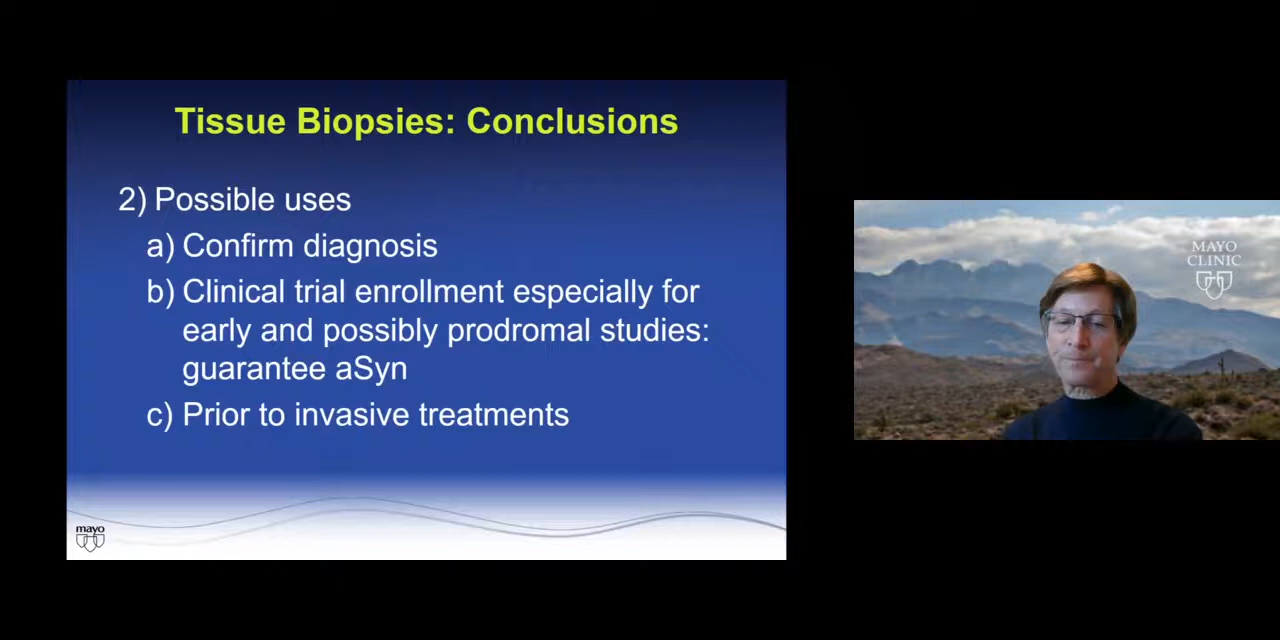 Tissue Biopsies: Conclusions
2) Possible uses
a) Confirm diagnosis
b) Clinical trial enrollment especially for
early and possibly prodromal studies:
guarantee aSyn
c) Prior to invasive treatments
mayo
MAYO
CLINIC